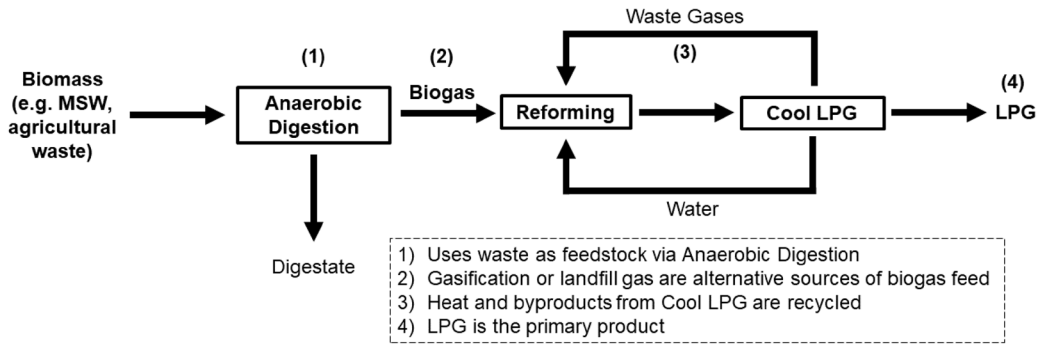 Waste Gases
(1)
(2)
(3)
(4)
Biomass
(e.g. MSW,
agricultural
waste)
Anaerobic
Digestion
Biogas
Reforming
Cool LPG
LPG
Water
Digestate
1) Uses waste as feedstock via Anaerobic Digestion
2) Gasification or landfill gas are alternative sources of biogas feed
3) Heat and byproducts from Cool LPG are recycled
4) LPG is the primary product